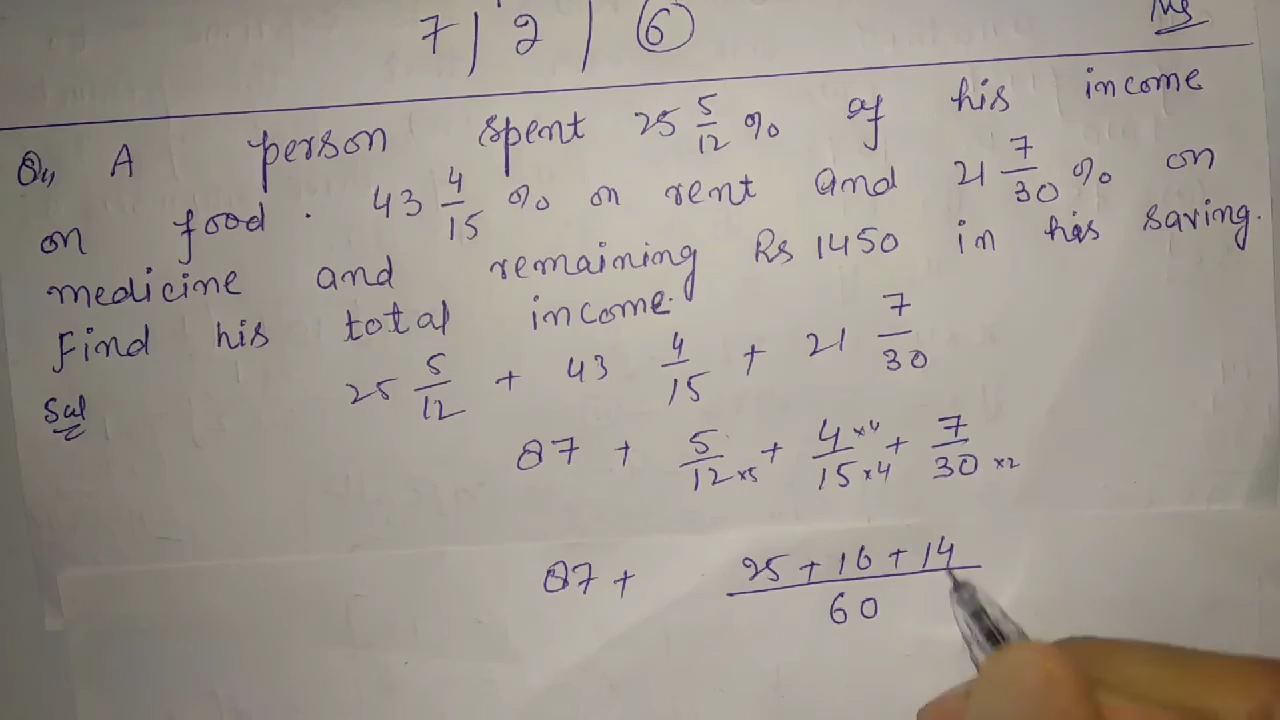 7 | 2 | 6
Ans
Q,, A person spent 25 5/12 % of his income
on food . 43 4/15 % on rent and 21 7/30 % on
medicine and remaining Rs 1450 in his saving.
Find his total income.
Sol 25 5/12 + 43 4/15 + 21 7/30
87 + 5/12×5 + 4×4/15×4 + 7/30×2
87 + 25+16+14/60